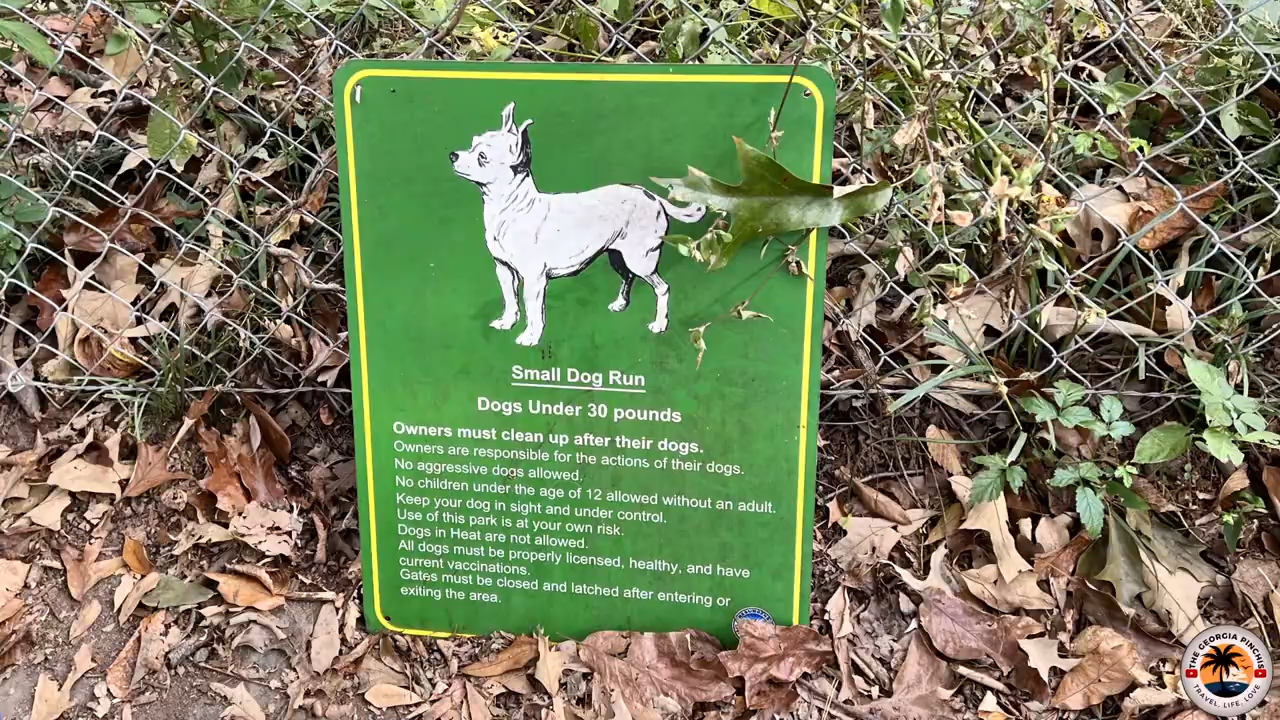 Small Dog Run
Dogs Under 30 pounds
Owners must clean up after their dogs.
Owners are responsible for the actions of their dogs.
No aggressive dogs allowed.
No children under the age of 12 allowed without an adult.
Keep your dog in sight and under control.
Use of this park is at your own risk.
Dogs in Heat are not allowed.
All dogs must be properly licensed, healthy, and have
current vaccinations.
Gates must be closed and latched after entering or
exiting the area.
THE GEORGIA PINCHIS
TRAVEL. LIFE. LOVE